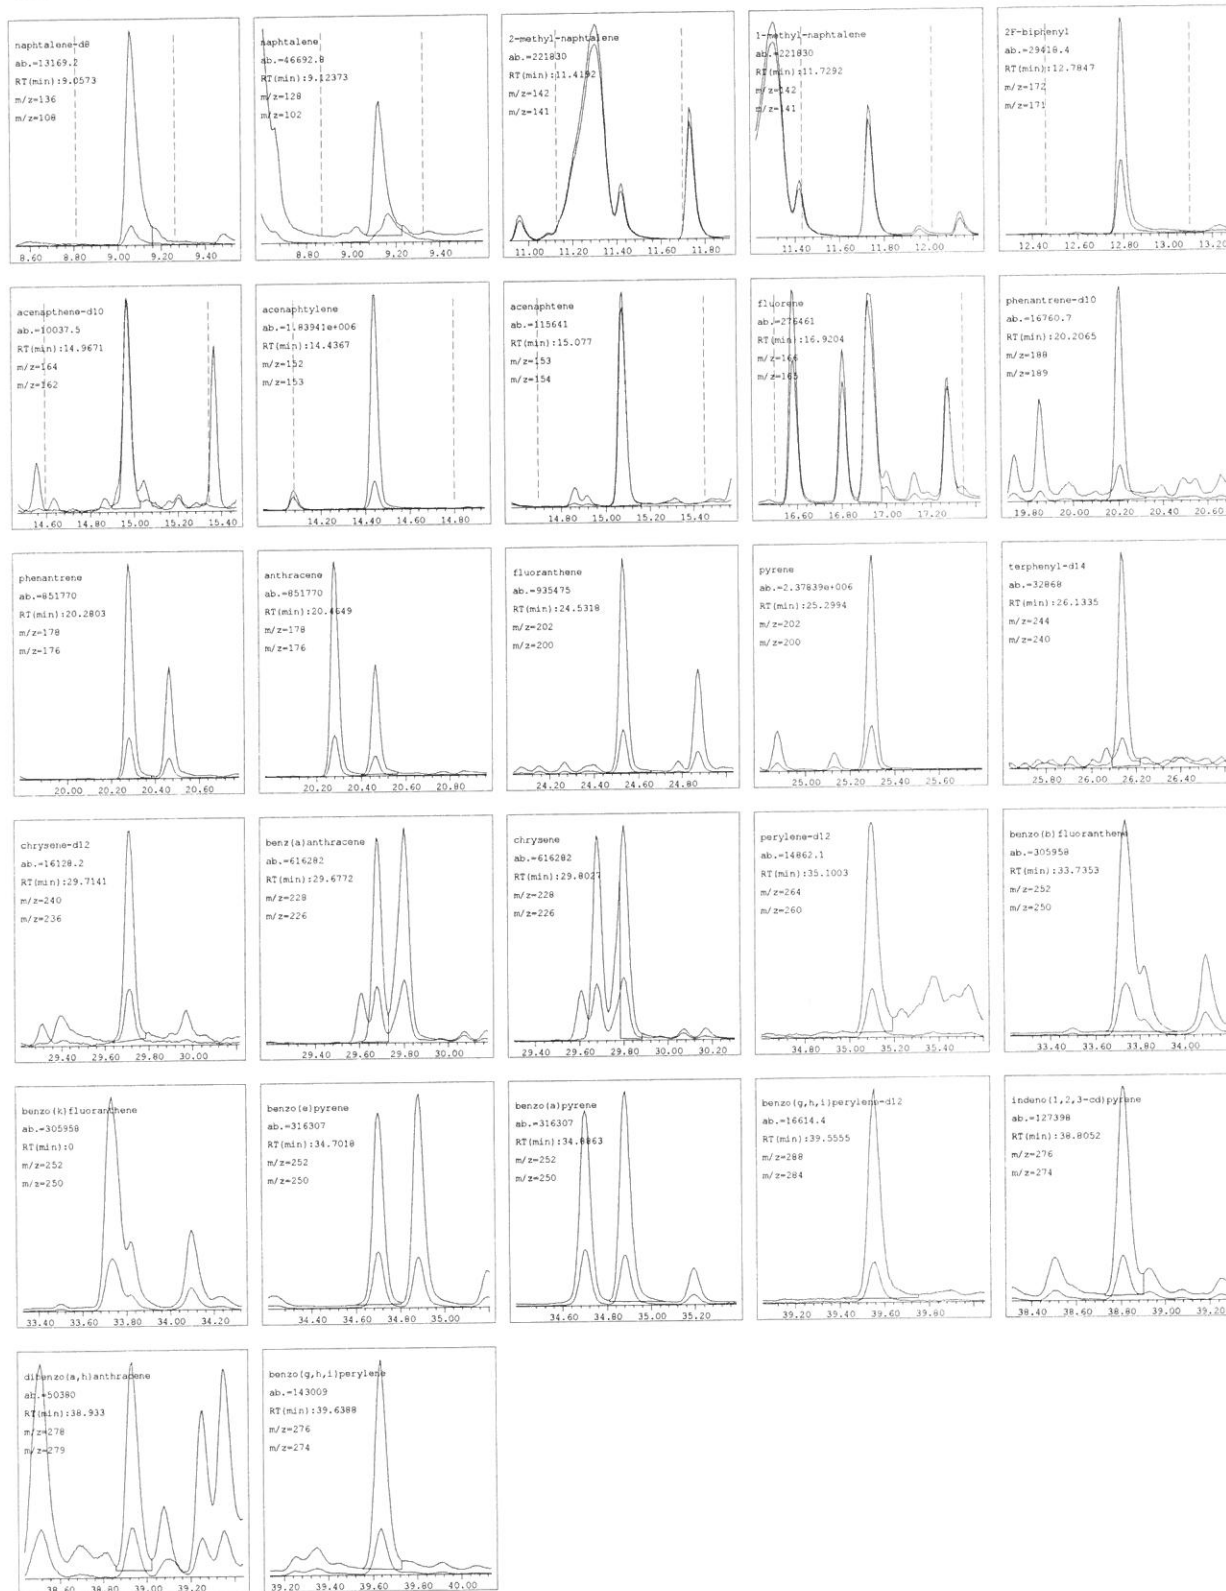 naphtalene-d8
ab.=13169.2
RT(min):9.0573
m/z=136
m/z=108
8.60 8.80 9.00 9.20 9.40
naphtalene
ab.=46692.8
RT(min):9.12373
m/z=128
m/z=102
8.80 9.00 9.20 9.40
2-methyl-naphtalene
ab.=221830
RT(min):11.4192
m/z=142
m/z=141
11.00 11.20 11.40 11.60 11.80
1-methyl-naphtalene
ab.=221830
RT(min):11.7292
m/z=142
m/z=141
11.40 11.60 11.80 12.00
2F-biphenyl
ab.=29418.4
RT(min):12.7847
m/z=172
m/z=171
12.40 12.60 12.80 13.00 13.20
acenapthene-d10
ab.=10037.5
RT(min):14.9671
m/z=164
m/z=162
14.60 14.80 15.00 15.20 15.40
acenaphtylene
ab.=1.83941e+006
RT(min):14.4367
m/z=152
m/z=153
14.20 14.40 14.60 14.80
acenaphtene
ab.=115641
RT(min):15.077
m/z=153
m/z=154
14.80 15.00 15.20 15.40
fluorene
ab.=276461
RT(min):16.9204
m/z=166
m/z=165
16.60 16.80 17.00 17.20
phenantrene-d10
ab.=16760.7
RT(min):20.2065
m/z=188
m/z=189
19.80 20.00 20.20 20.40 20.60
phenantrene
ab.=851770
RT(min):20.2803
m/z=178
m/z=176
20.00 20.20 20.40 20.60
anthracene
ab.=851770
RT(min):20.4649
m/z=178
m/z=176
20.20 20.40 20.60 20.80
fluoranthene
ab.=935475
RT(min):24.5318
m/z=202
m/z=200
24.20 24.40 24.60 24.80
pyrene
ab.=2.37839e+006
RT(min):25.2994
m/z=202
m/z=200
25.00 25.20 25.40 25.60
terphenyl-d14
ab.=32868
RT(min):26.1335
m/z=244
m/z=240
25.80 26.00 26.20 26.40
chrysene-d12
ab.=16128.2
RT(min):29.7141
m/z=240
m/z=236
29.40 29.60 29.80 30.00
benz(a)anthracene
ab.=616282
RT(min):29.6772
m/z=228
m/z=226
29.40 29.60 29.80 30.00
chrysene
ab.=616282
RT(min):29.8027
m/z=228
m/z=226
29.40 29.60 29.80 30.00 30.20
perylene-d12
ab.=14862.1
RT(min):35.1003
m/z=264
m/z=260
34.80 35.00 35.20 35.40
benzo(b)fluoranthene
ab.=305958
RT(min):33.7353
m/z=252
m/z=250
33.40 33.60 33.80 34.00
benzo(k)fluoranthene
ab.=305958
RT(min):0
m/z=252
m/z=250
33.40 33.60 33.80 34.00 34.20
benzo(e)pyrene
ab.=316307
RT(min):34.7018
m/z=252
m/z=250
34.40 34.60 34.80 35.00
benzo(a)pyrene
ab.=316307
RT(min):34.8863
m/z=252
m/z=250
34.60 34.80 35.00 35.20
benzo(g,h,i)perylene-d12
ab.=16614.4
RT(min):39.5555
m/z=288
m/z=284
39.20 39.40 39.60 39.80
indeno(1,2,3-cd)pyrene
ab.=127398
RT(min):38.8052
m/z=276
m/z=274
38.40 38.60 38.80 39.00 39.20
dibenzo(a,h)anthracene
ab.=50380
RT(min):38.933
m/z=278
m/z=279
38.60 38.80 39.00 39.20
benzo(g,h,i)perylene
ab.=143009
RT(min):39.6388
m/z=276
m/z=274
39.20 39.40 39.60 39.80 40.00